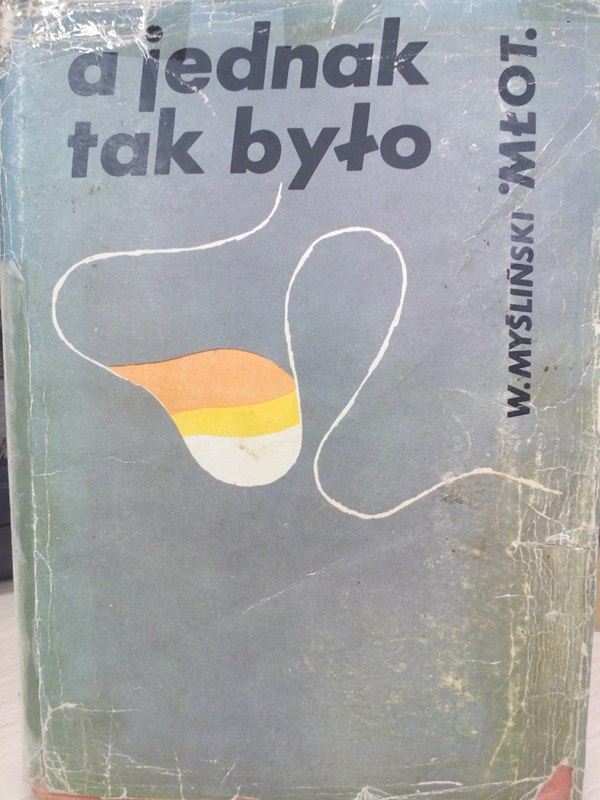 a jednak
tak było
W. MYŚLIŃSKI "MŁOT.